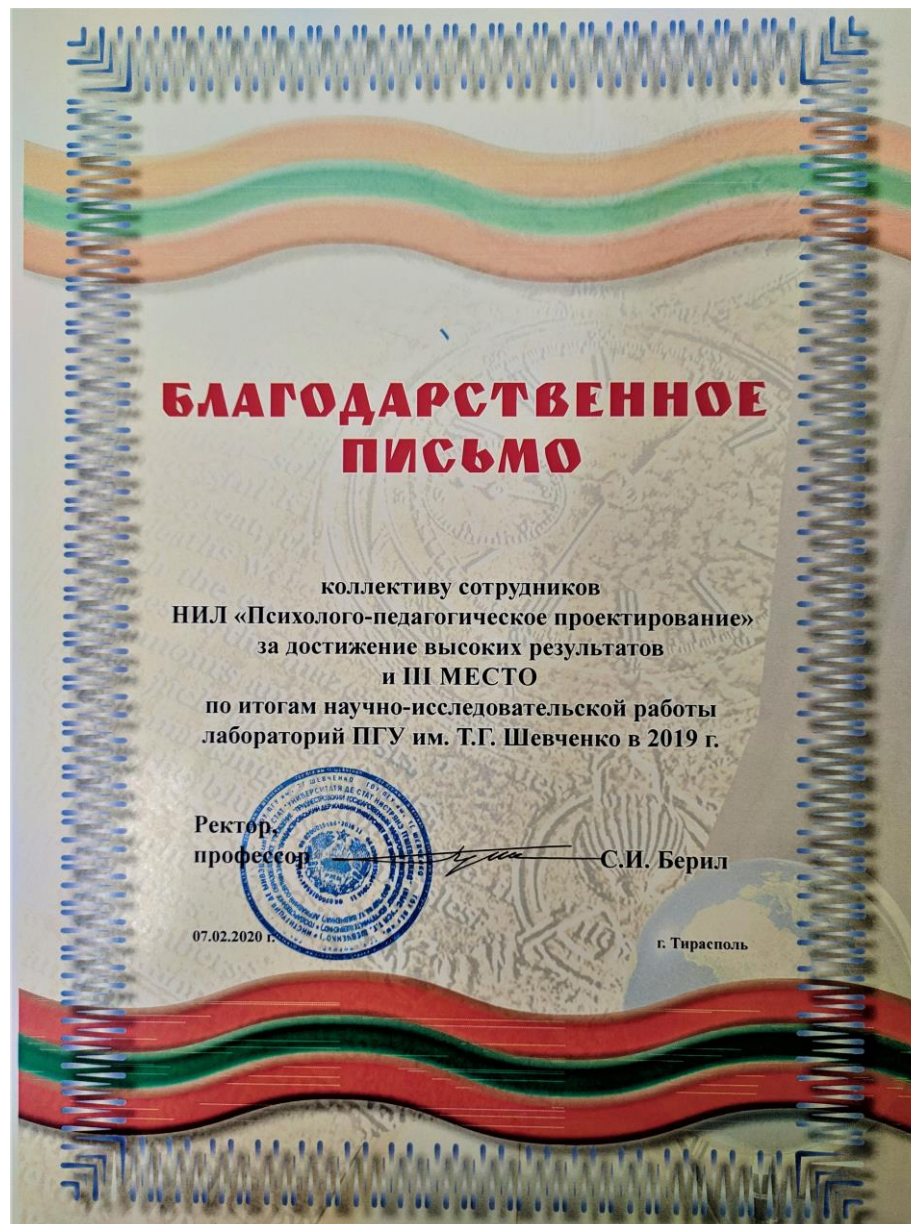 БЛАГОДАРСТВЕННОЕ
ПИСЬМО
коллективу сотрудников
НИЛ «Психолого-педагогическое проектирование»
за достижение высоких результатов
и III МЕСТО
по итогам научно-исследовательской работы
лабораторий ПГУ им. Т.Г. Шевченко в 2019 г.
Ректор,
профессор С.И. Берил
07.02.2020 г. г. Тирасполь